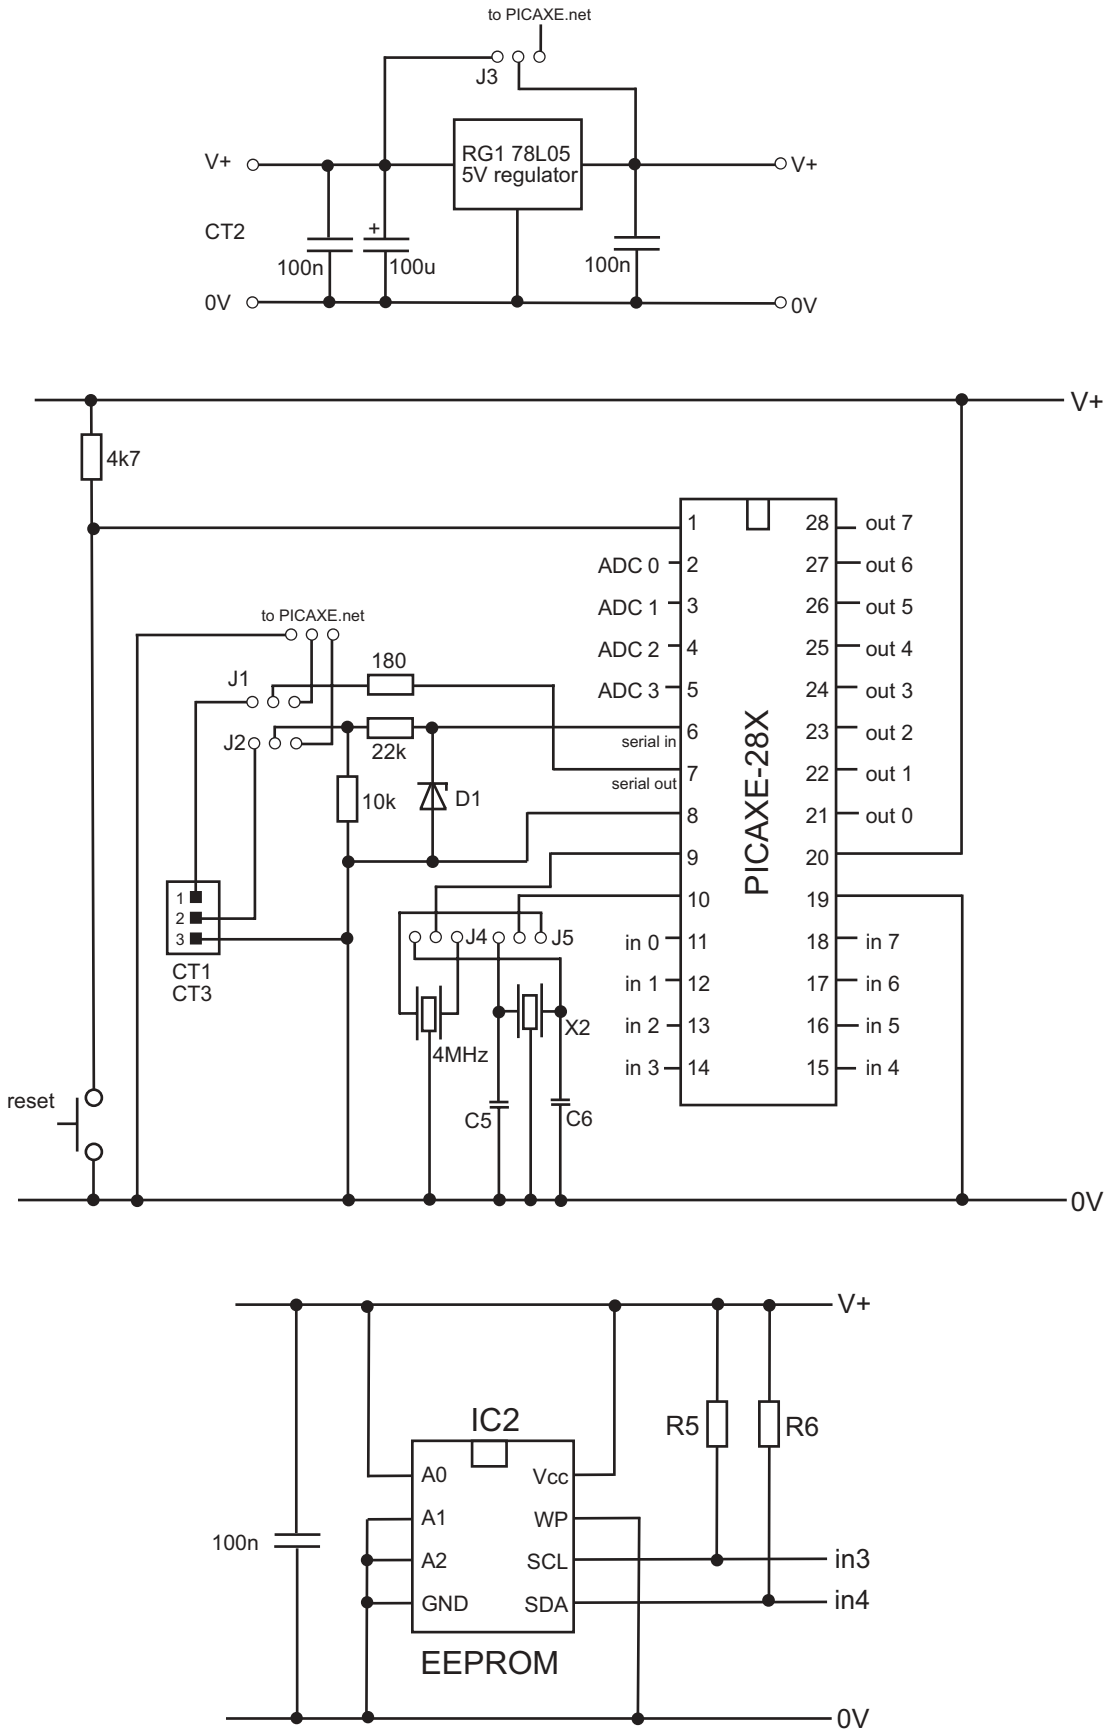 to PICAXE.net
J3
V+
RG1 78L05
5V regulator
V+
CT2
+
100n
100u
100n
0V
0V
V+
4k7
1
28
out 7
ADC 0
2
27
out 6
ADC 1
3
26
out 5
to PICAXE.net
ADC 2
4
25
out 4
180
J1
ADC 3
5
24
out 3
J2
22k
serial in
6
23
out 2
serial out
7
22
out 1
10k
D1
8
21
out 0
9
20
10
19
PICAXE-28X
1
2
3
CT1
CT3
J4
J5
in 0
11
18
in 7
in 1
12
17
in 6
in 2
13
16
in 5
in 3
14
15
in 4
4MHz
X2
C5
C6
reset
0V
V+
IC2
R5
R6
A0
Vcc
A1
WP
100n
A2
SCL
in3
GND
SDA
in4
EEPROM
0V